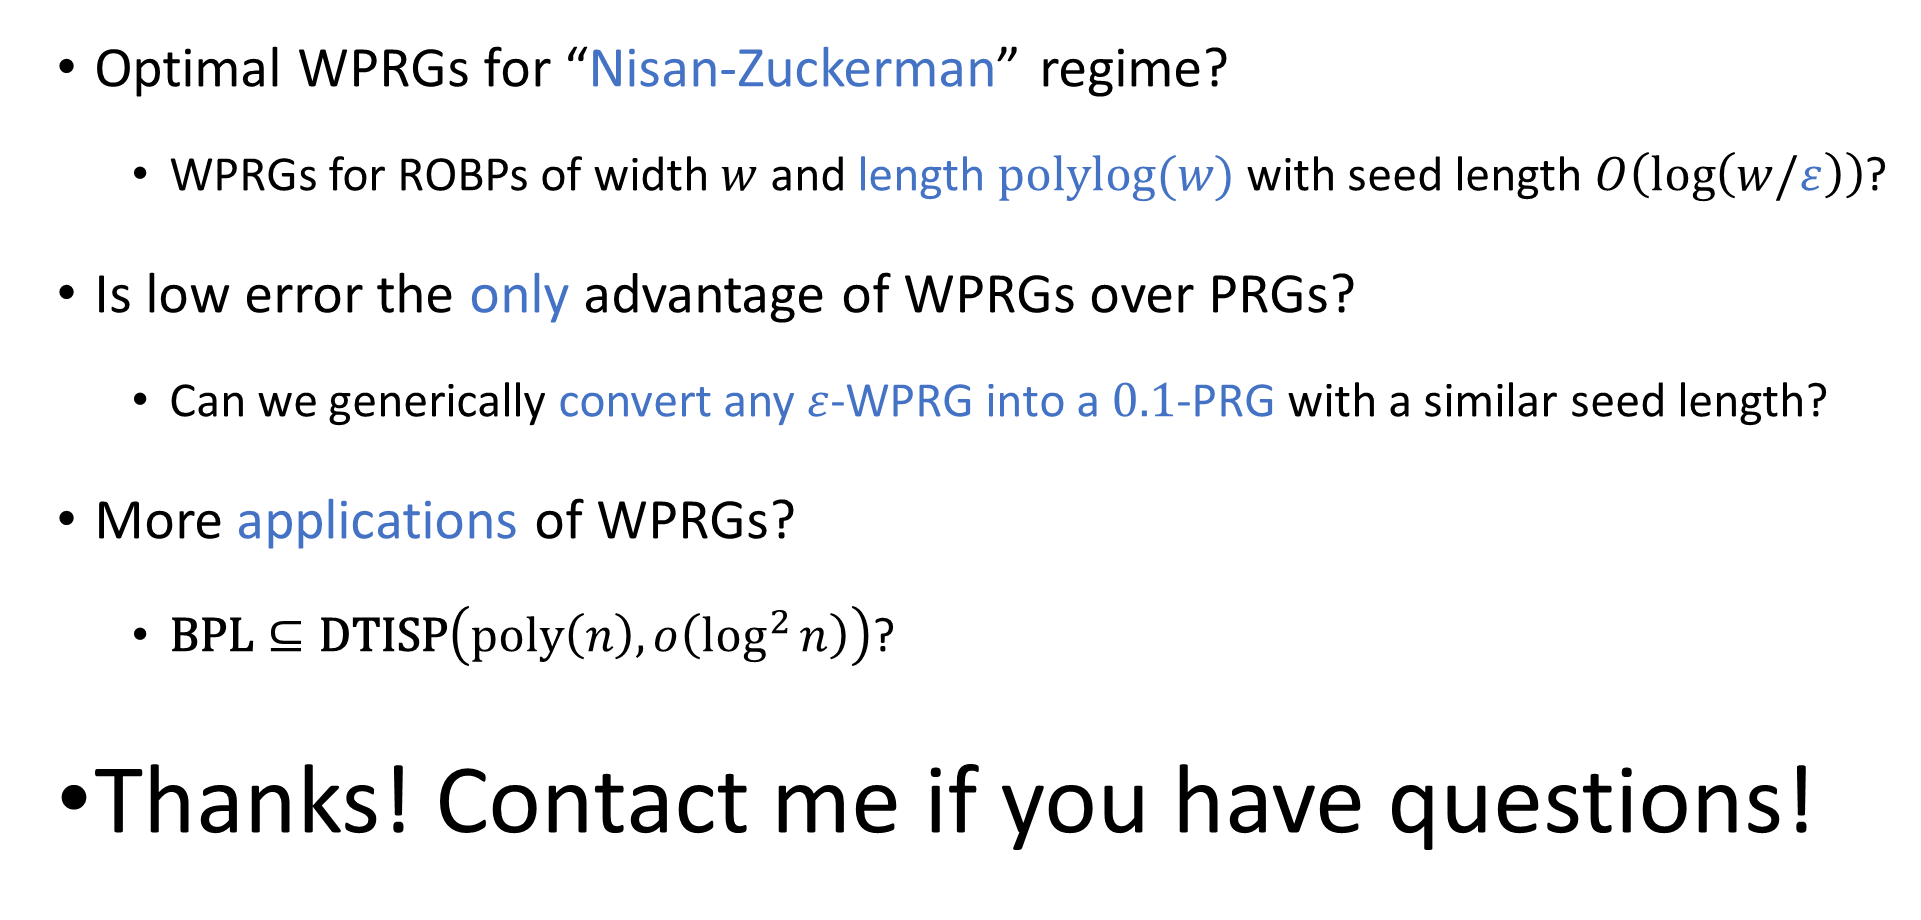 • Optimal WPRGs for “Nisan-Zuckerman” regime?
• WPRGs for ROBPs of width 𝑤 and length polylog(𝑤) with seed length 𝑂(log(𝑤/𝜀))?
• Is low error the only advantage of WPRGs over PRGs?
• Can we generically convert any 𝜀-WPRG into a 0.1-PRG with a similar seed length?
• More applications of WPRGs?
• BPL ⊆ DTISP(poly(𝑛), 𝑜(log² 𝑛))?
• Thanks! Contact me if you have questions!